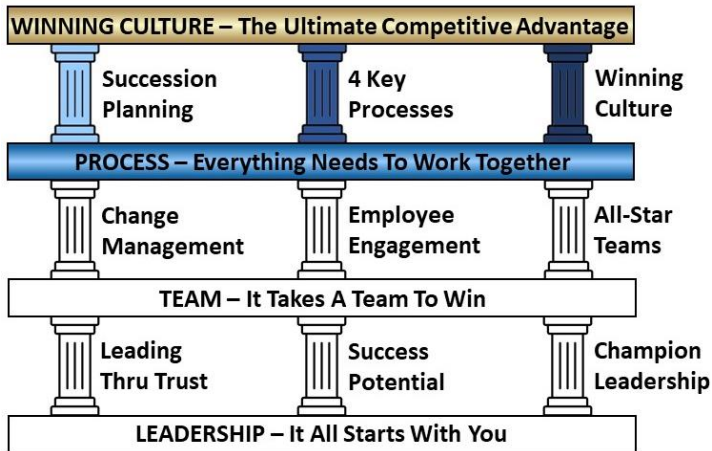 WINNING CULTURE – The Ultimate Competitive Advantage
Succession
Planning
4 Key
Processes
Winning
Culture
PROCESS – Everything Needs To Work Together
Change
Management
Employee
Engagement
All-Star
Teams
TEAM – It Takes A Team To Win
Leading
Thru Trust
Success
Potential
Champion
Leadership
LEADERSHIP – It All Starts With You